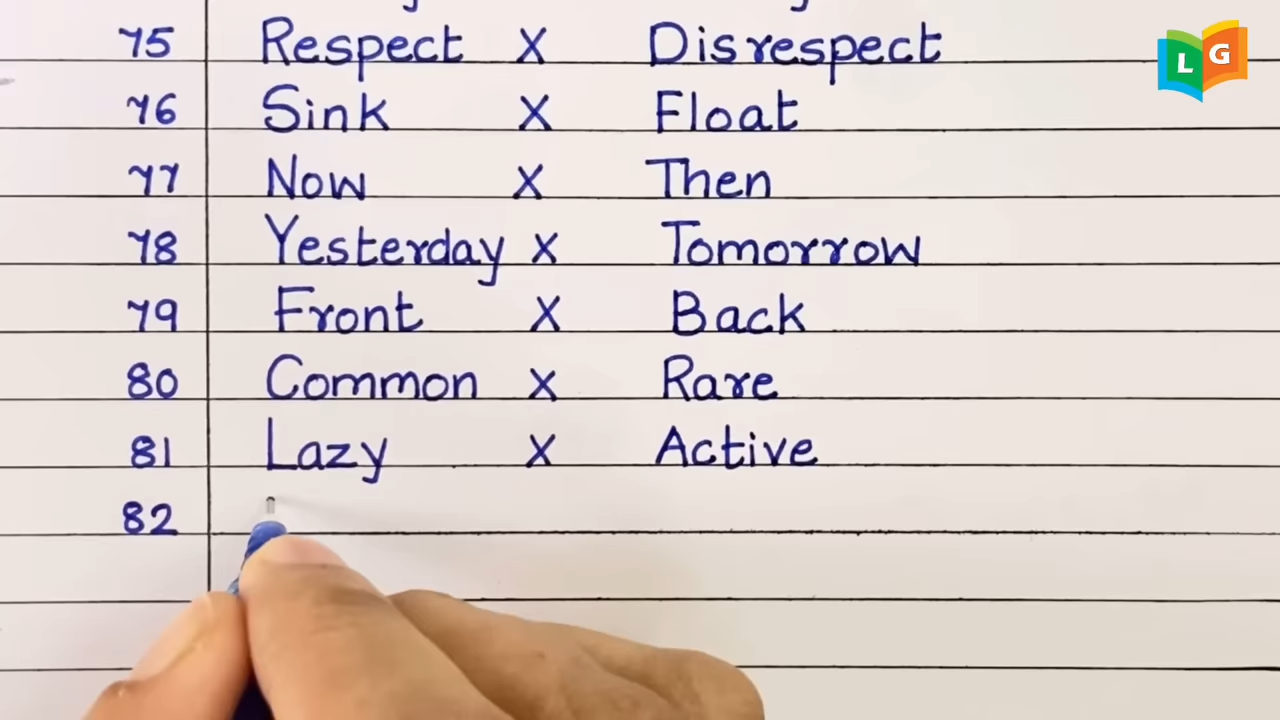 75 Respect X Disrespect
L G
76 Sink X Float
77 Now X Then
78 Yesterday X Tomorrow
79 Front X Back
80 Common X Rare
81 Lazy X Active
82